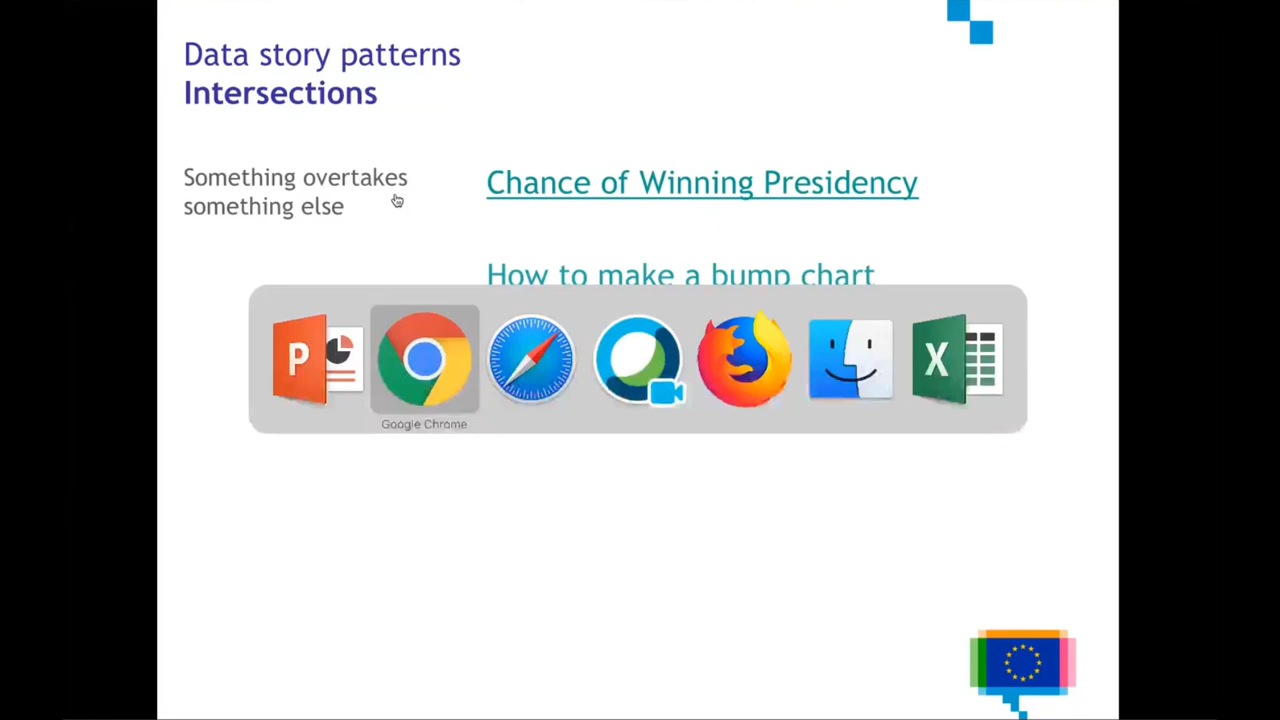 Data story patterns
Intersections
Something overtakes
something else
Chance of Winning Presidency
How to make a bump chart
P
X
Google Chrome